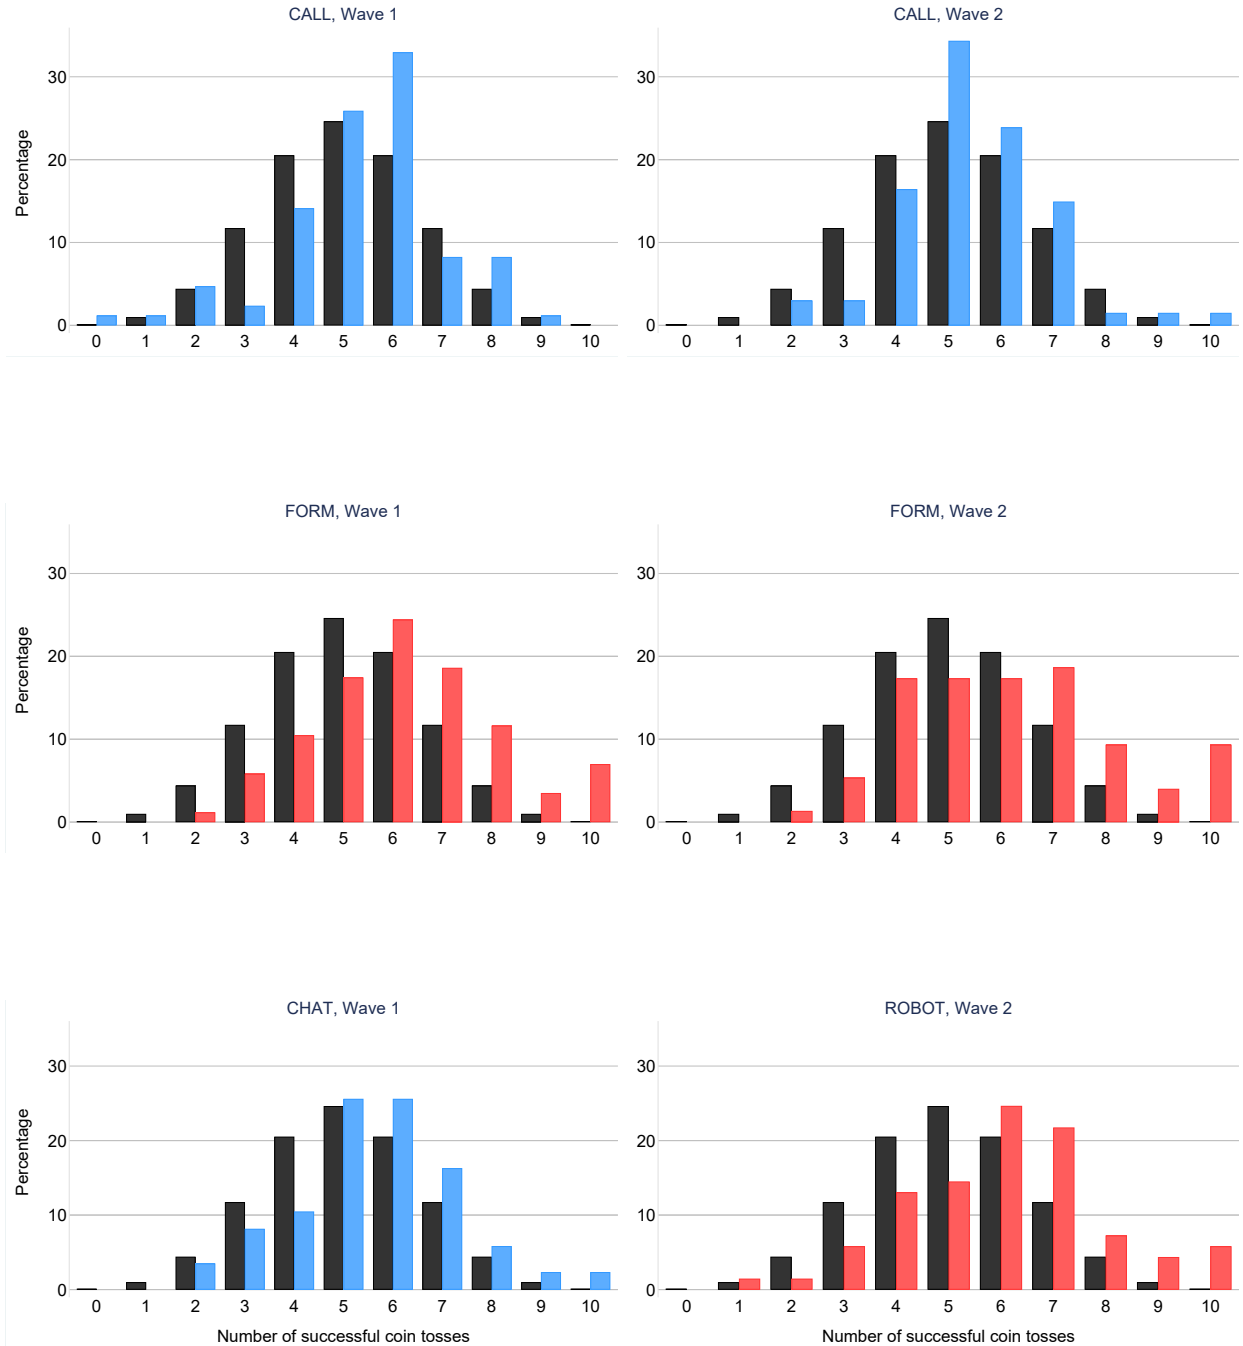 CALL, Wave 1
Percentage
30
20
10
0
0 1 2 3 4 5 6 7 8 9 10
CALL, Wave 2
30
20
10
0
0 1 2 3 4 5 6 7 8 9 10
FORM, Wave 1
Percentage
30
20
10
0
0 1 2 3 4 5 6 7 8 9 10
FORM, Wave 2
30
20
10
0
0 1 2 3 4 5 6 7 8 9 10
CHAT, Wave 1
Percentage
30
20
10
0
0 1 2 3 4 5 6 7 8 9 10
Number of successful coin tosses
ROBOT, Wave 2
30
20
10
0
0 1 2 3 4 5 6 7 8 9 10
Number of successful coin tosses